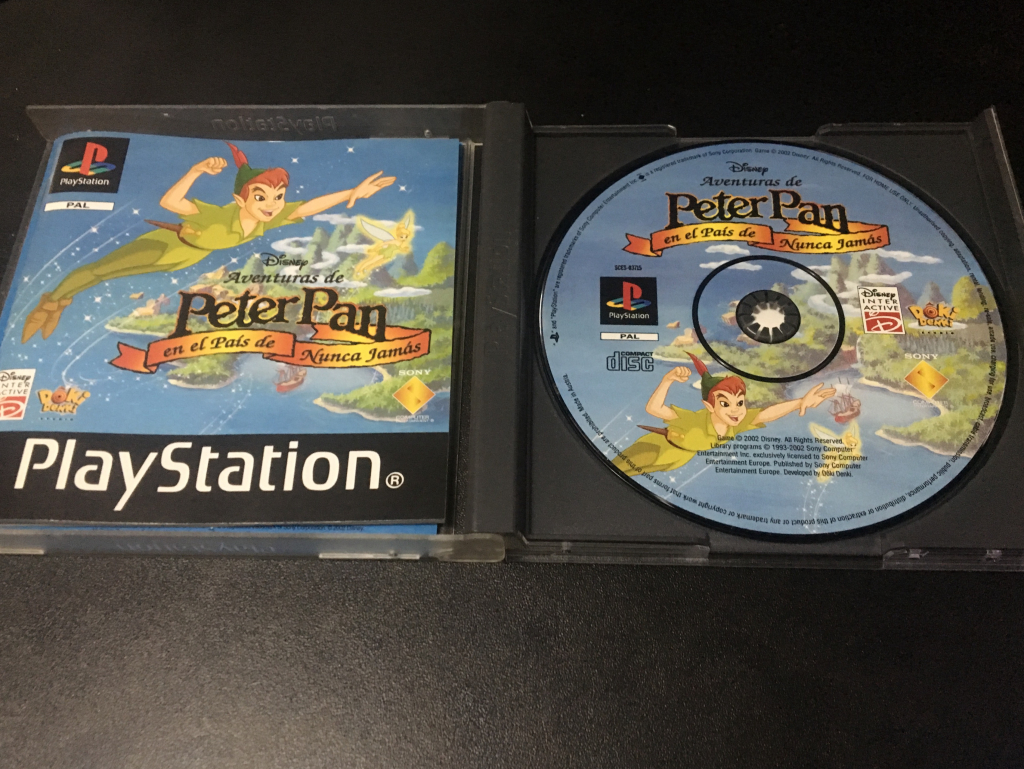 PlayStation
PlayStation
PAL
Disney
Aventuras de
Peter Pan
en el País de Nunca Jamás
Disney
INTER
ACTIVE
DOKI
DENKI
STUDIO
SONY
COMPUTER
PlayStation®
Disney
Aventuras de
Peter Pan
en el País de Nunca Jamás
PlayStation
PAL
COMPACT
disc
Disney
INTER
ACTIVE
DOKI
DENKI
STUDIO
SONY
Game © 2002 Disney. All Rights Reserved.
Library programs © 1993-2002 Sony Computer
Entertainment Inc. exclusively licensed to Sony Computer
Entertainment Europe. Published by Sony Computer
Entertainment Europe. Developed by Doki Denki.